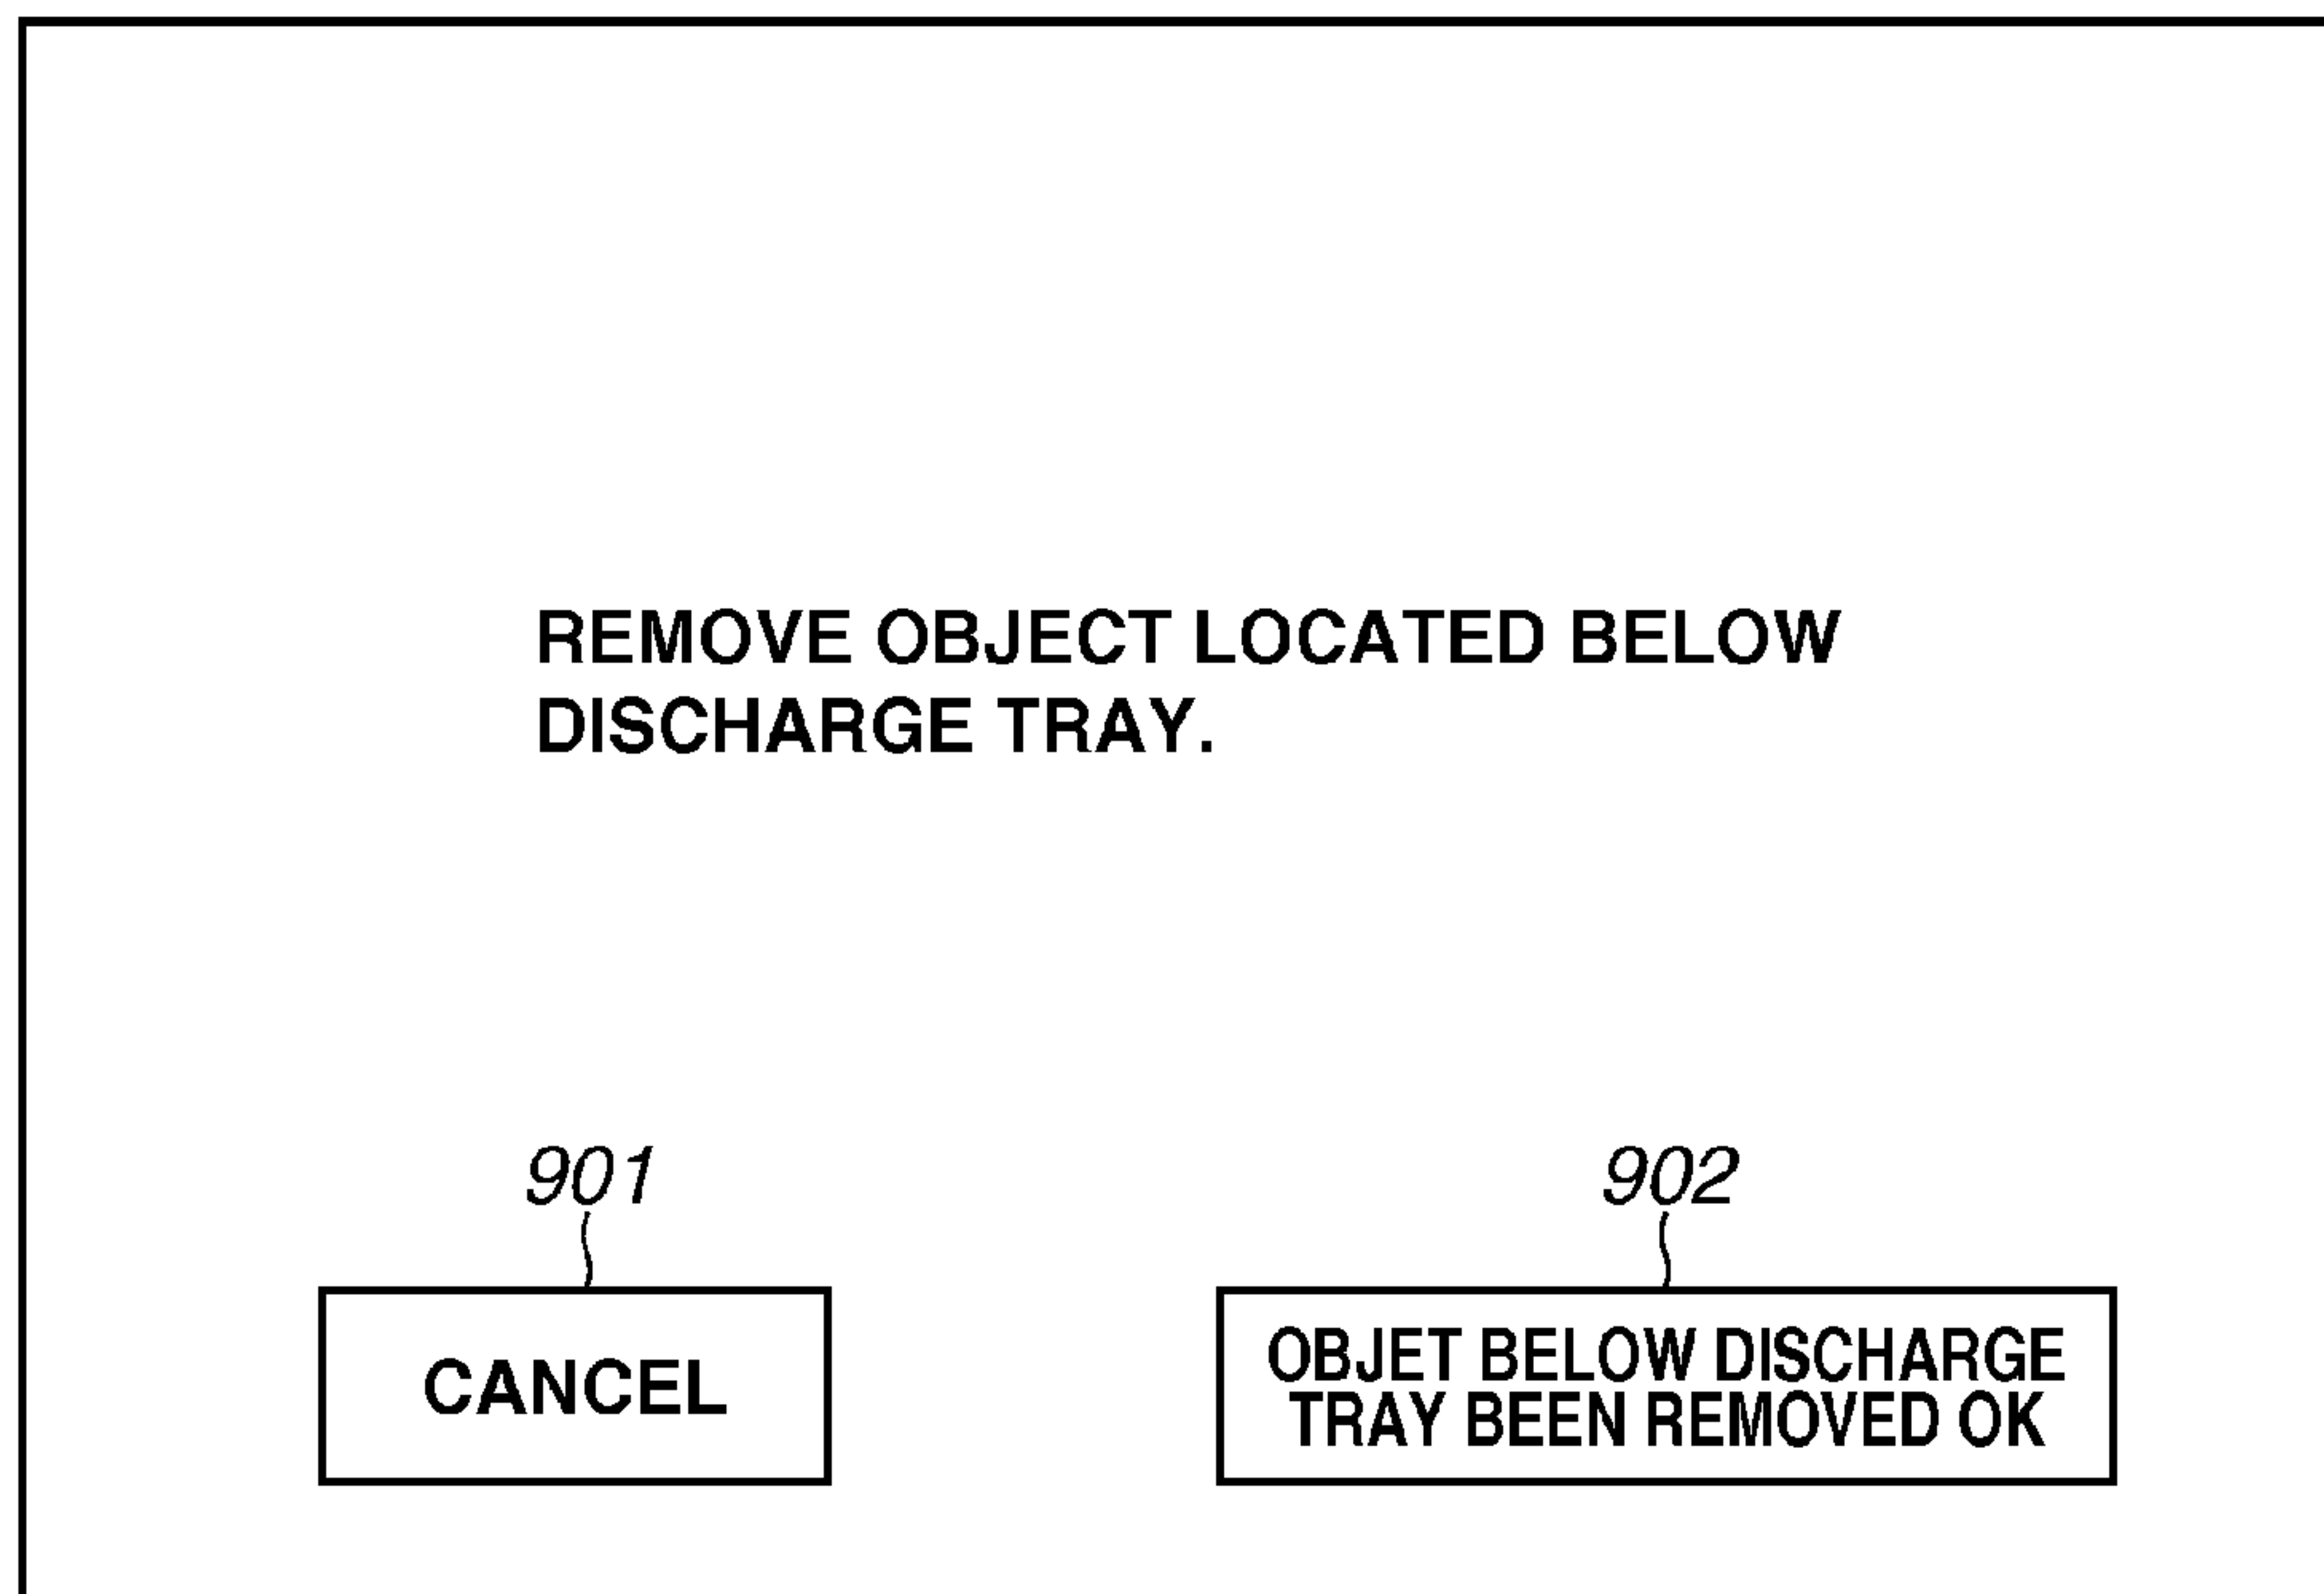 REMOVE OBJECT LOCATED BELOW
DISCHARGE TRAY.
901
902
CANCEL
OBJET BELOW DISCHARGE
TRAY BEEN REMOVED OK